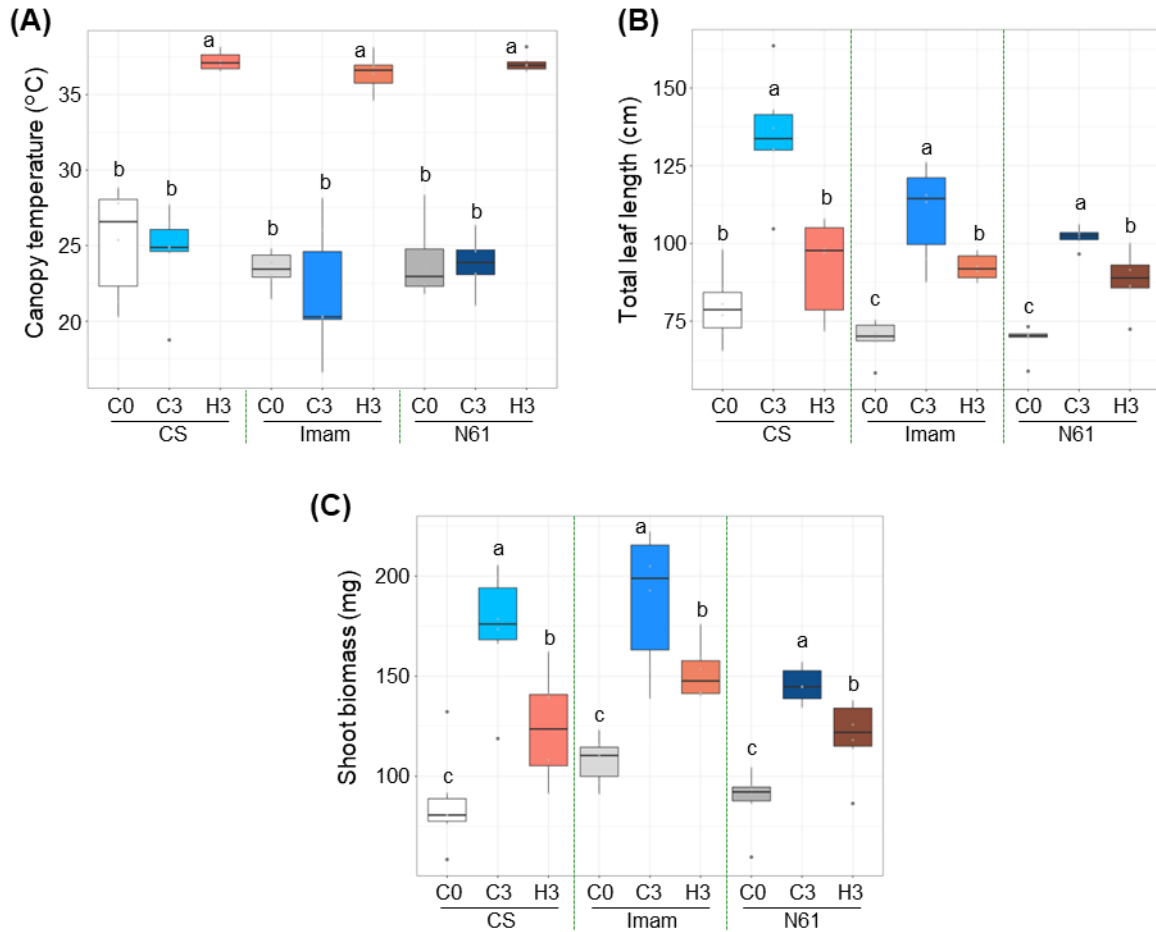 (A)
Canopy temperature (°C)
35
30
25
20
b
b
a
b
b
a
b
b
a
C0 C3 H3 C0 C3 H3 C0 C3 H3
CS Imam N61
(B)
Total leaf length (cm)
150
125
100
75
b
a
b
c
a
b
c
a
b
C0 C3 H3 C0 C3 H3 C0 C3 H3
CS Imam N61
(C)
Shoot biomass (mg)
200
150
100
c
a
b
c
a
b
c
a
b
C0 C3 H3 C0 C3 H3 C0 C3 H3
CS Imam N61